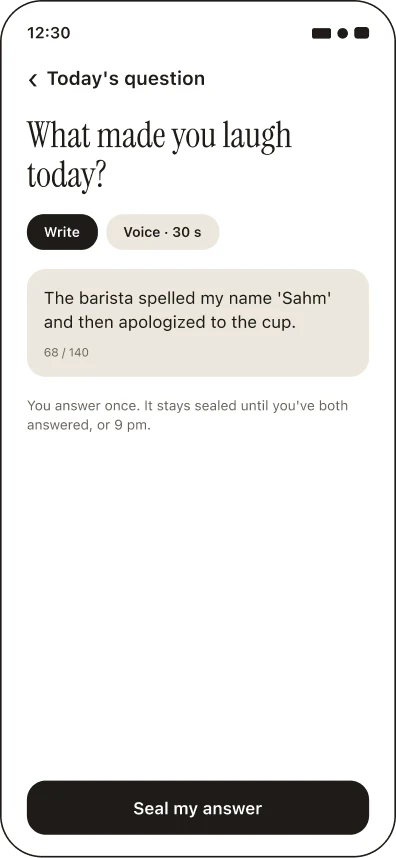 12:30
Today's question
What made you laugh
today?
Write
Voice · 30 s
The barista spelled my name 'Sahm'
and then apologized to the cup.
68 / 140
You answer once. It stays sealed until you've both
answered, or 9 pm.
Seal my answer